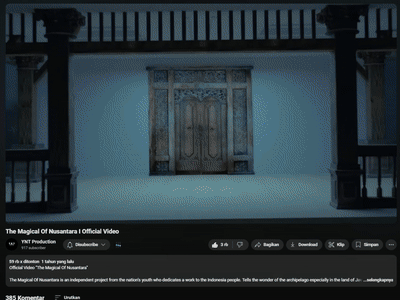 The Magical Of Nusantara I Official Video
YNT Production
617 subscriber
Disubscribe
3 rb
Bagikan
Download
Klip
Simpan
59 rb x ditonton 1 tahun yang lalu
Official Video "The Magical Of Nusantara"
The Magical Of Nusantara is an independent project from the nation's youth who dedicates a work to the Indonesia people. Tells the wonder of the archipelago especially in the land of ...selengkapnya
385 Komentar
Urutkan